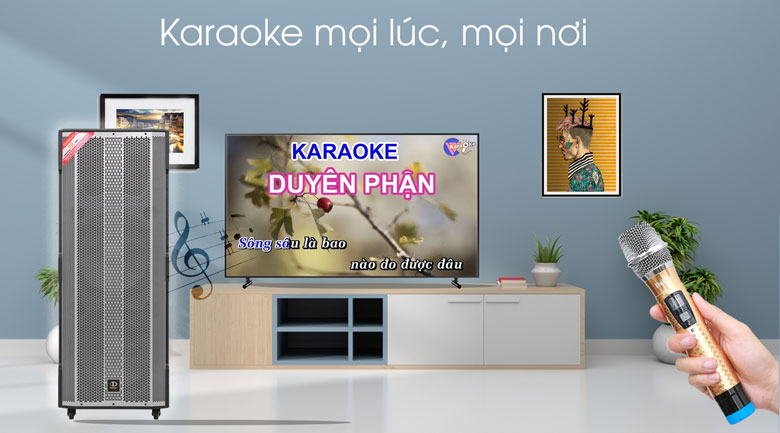 Karaoke mọi lúc, mọi nơi
KARAOKE
DUYÊN PHẬN
Sông sâu là bao
nào đo được đâu